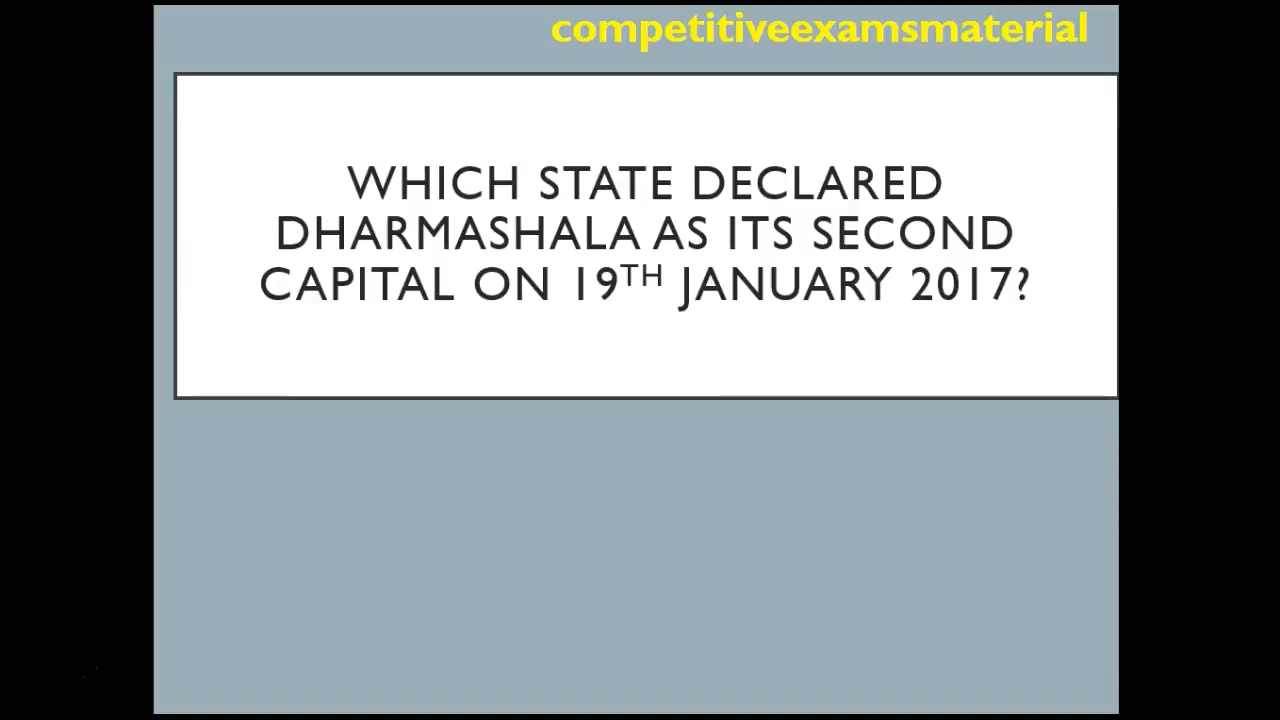 competitiveexamsmaterial
WHICH STATE DECLARED
DHARMASHALA AS ITS SECOND
CAPITAL ON 19TH JANUARY 2017?